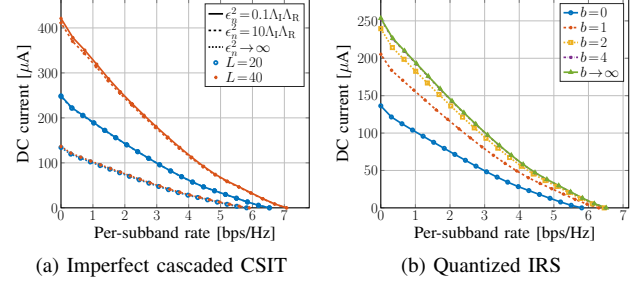 DC current [μA]
400
300
200
100
0
0 1 2 3 4 5 6 7
Per-subband rate [bps/Hz]
ϵ_n^2 = 0.1Λ_IΛ_R
ϵ_n^2 = 10Λ_IΛ_R
ϵ_n^2 → ∞
L = 20
L = 40
(a) Imperfect cascaded CSIT
DC current [μA]
250
200
150
100
50
0
0 1 2 3 4 5 6 7
Per-subband rate [bps/Hz]
b = 0
b = 1
b = 2
b = 4
b → ∞
(b) Quantized IRS